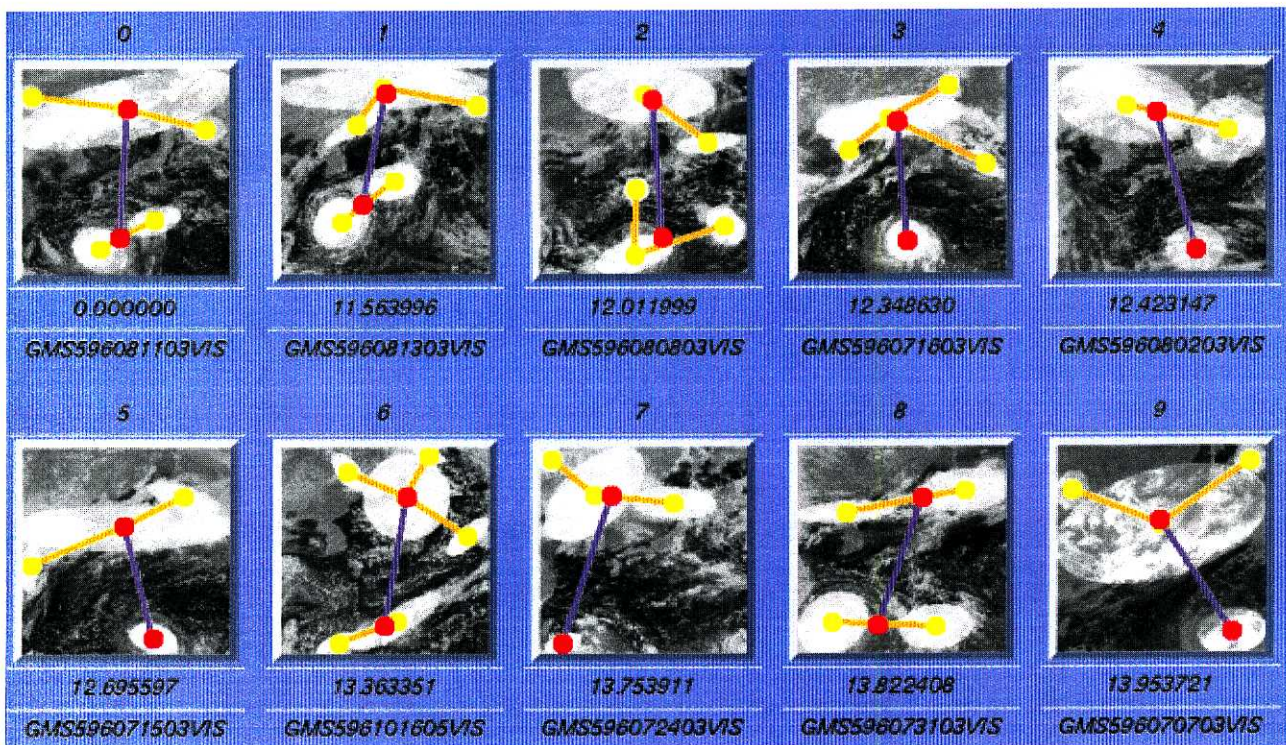 0 1 2 3 4
0.000000 11.563996 12.011999 12.348630 12.423147
GMS596081103VIS GMS596081303VIS GMS596080803VIS GMS596071603VIS GMS596080203VIS
5 6 7 8 9
12.695597 13.363351 13.753911 13.822408 13.953721
GMS596071503VIS GMS596101605VIS GMS596072403VIS GMS596073103VIS GMS596070703VIS